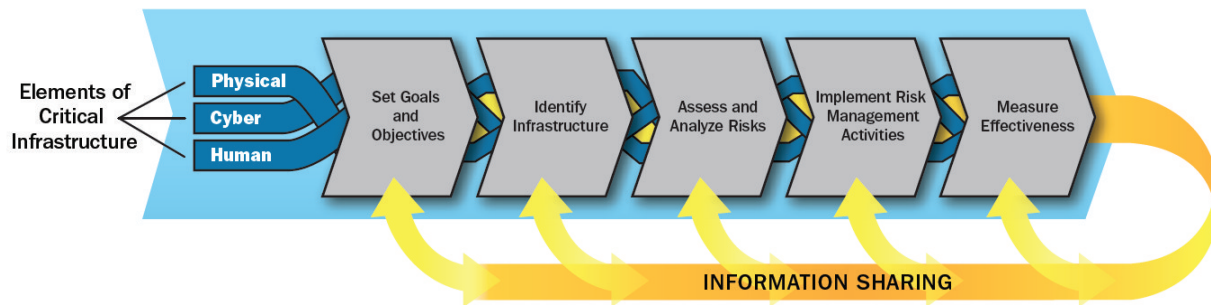 Elements of
Critical
Infrastructure
Physical
Cyber
Human
Set Goals
and
Objectives
Identify
Infrastructure
Assess and
Analyze Risks
Implement Risk
Management
Activities
Measure
Effectiveness
INFORMATION SHARING